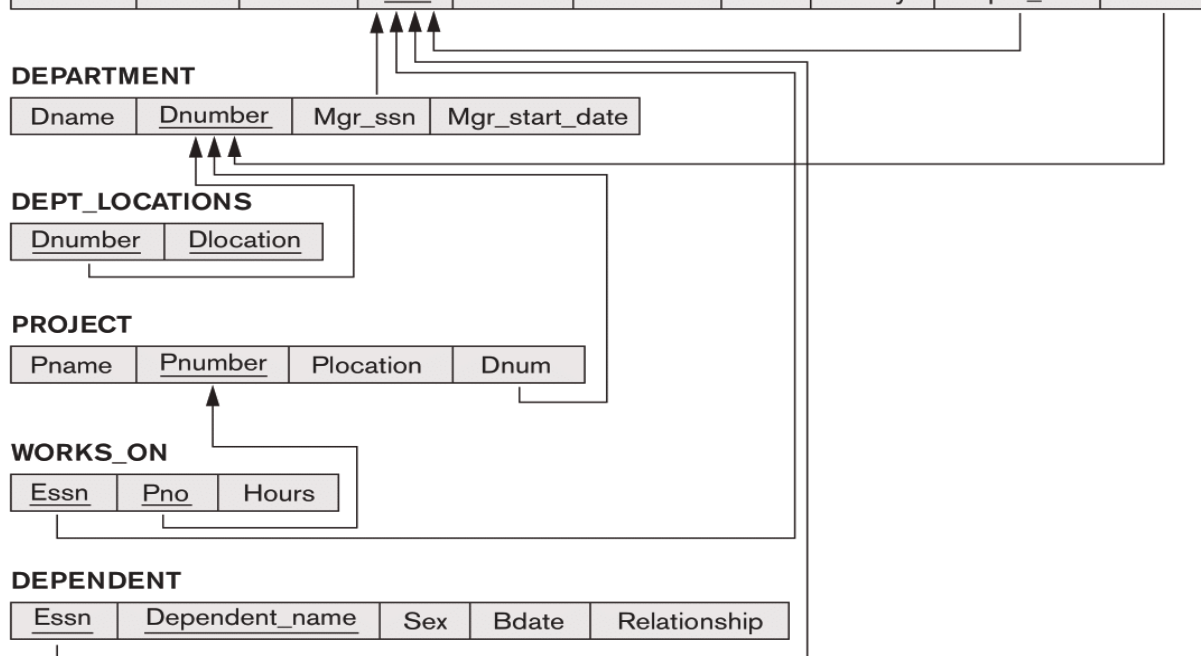 DEPARTMENT
Dname Dnumber Mgr_ssn Mgr_start_date
DEPT_LOCATIONS
Dnumber Dlocation
PROJECT
Pname Pnumber Plocation Dnum
WORKS_ON
Essn Pno Hours
DEPENDENT
Essn Dependent_name Sex Bdate Relationship